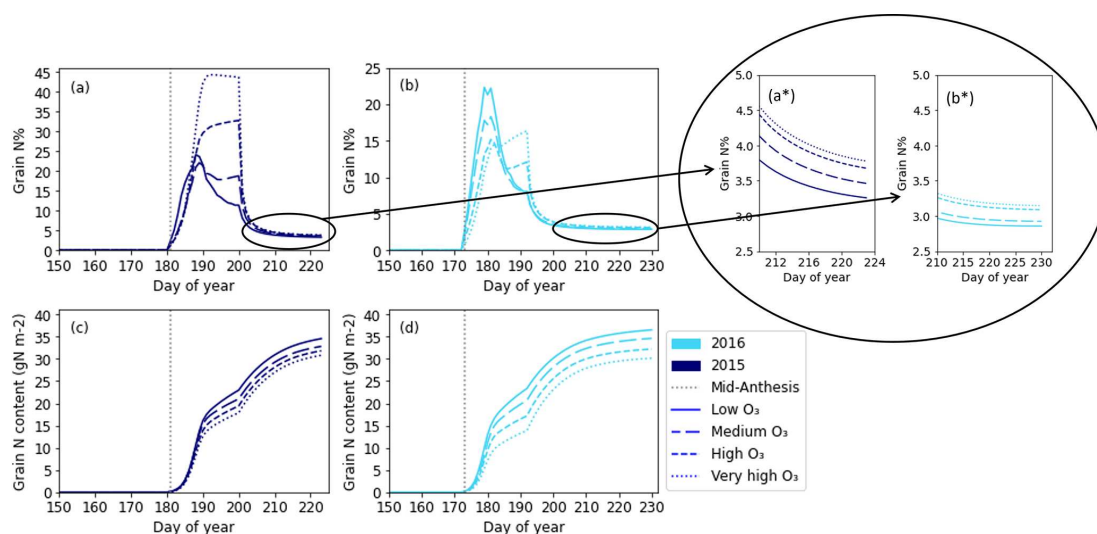 (a)
45
40
35
30
25
20
15
10
5
0
Grain N%
150 160 170 180 190 200 210 220
Day of year
(b)
25
20
15
10
5
0
Grain N%
150 160 170 180 190 200 210 220 230
Day of year
(a*)
5.0
4.5
4.0
3.5
3.0
2.5
Grain N%
212 216 220 224
Day of year
(b*)
5.0
4.5
4.0
3.5
3.0
2.5
Grain N%
210 215 220 225 230
Day of year
(c)
40
35
30
25
20
15
10
5
0
Grain N content (gN m-2)
150 160 170 180 190 200 210 220
Day of year
(d)
40
35
30
25
20
15
10
5
0
Grain N content (gN m-2)
150 160 170 180 190 200 210 220 230
Day of year
2016
2015
Mid-Anthesis
Low O₃
Medium O₃
High O₃
Very high O₃